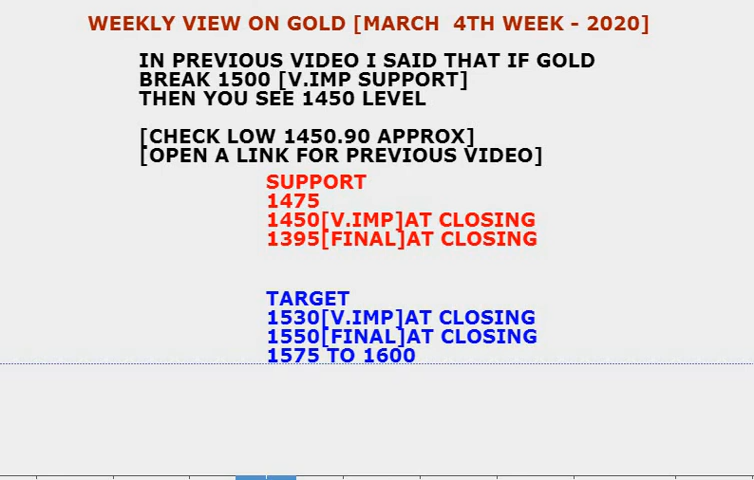 WEEKLY VIEW ON GOLD [MARCH 4TH WEEK - 2020]
IN PREVIOUS VIDEO I SAID THAT IF GOLD
BREAK 1500 [V.IMP SUPPORT]
THEN YOU SEE 1450 LEVEL
[CHECK LOW 1450.90 APPROX]
[OPEN A LINK FOR PREVIOUS VIDEO]
SUPPORT
1475
1450[V.IMP]AT CLOSING
1395[FINAL]AT CLOSING
TARGET
1530[V.IMP]AT CLOSING
1550[FINAL]AT CLOSING
1575 TO 1600